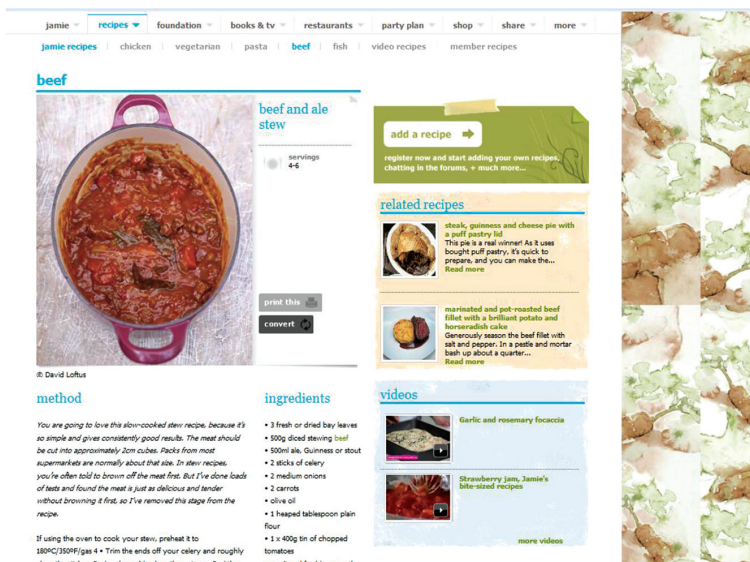 jamie
recipes
foundation
books & tv
restaurants
party plan
shop
share
more
jamie recipes
chicken
vegetarian
pasta
beef
fish
video recipes
member recipes
beef
beef and ale
stew
servings
4-6
print this
convert
© David Loftus
add a recipe
register now and start adding your own recipes,
chatting in the forums, + much more...
related recipes
steak, guinness and cheese pie with
a puff pastry lid
This pie is a real winner! As it uses
bought puff pastry, it's quick to
prepare, and you can make the...
Read more
marinated and pot-roasted beef
fillet with a brilliant potato and
horseradish cake
Generously season the beef fillet with
salt and pepper. In a pestle and mortar
bash up about a quarter...
Read more
videos
Garlic and rosemary focaccia
Strawberry jam, Jamie's
bite-sized recipes
more videos
method
You are going to love this slow-cooked stew recipe, because it's
so simple and gives consistently good results. The meat should
be cut into approximately 2cm cubes. Packs from most
supermarkets are normally about that size. In stew recipes,
you're often told to brown off the meat first. But I've done loads
of tests and found the meat is just as delicious and tender
without browning it first, so I've removed this stage from the
recipe.
If using the oven to cook your stew, preheat it to
180ºC/350ºF/gas 4 • Trim the ends off your celery and roughly
ingredients
• 3 fresh or dried bay leaves
• 500g diced stewing beef
• 500ml ale, Guinness or stout
• 2 sticks of celery
• 2 medium onions
• 2 carrots
• olive oil
• 1 heaped tablespoon plain
flour
• 1 x 400g tin of chopped
tomatoes